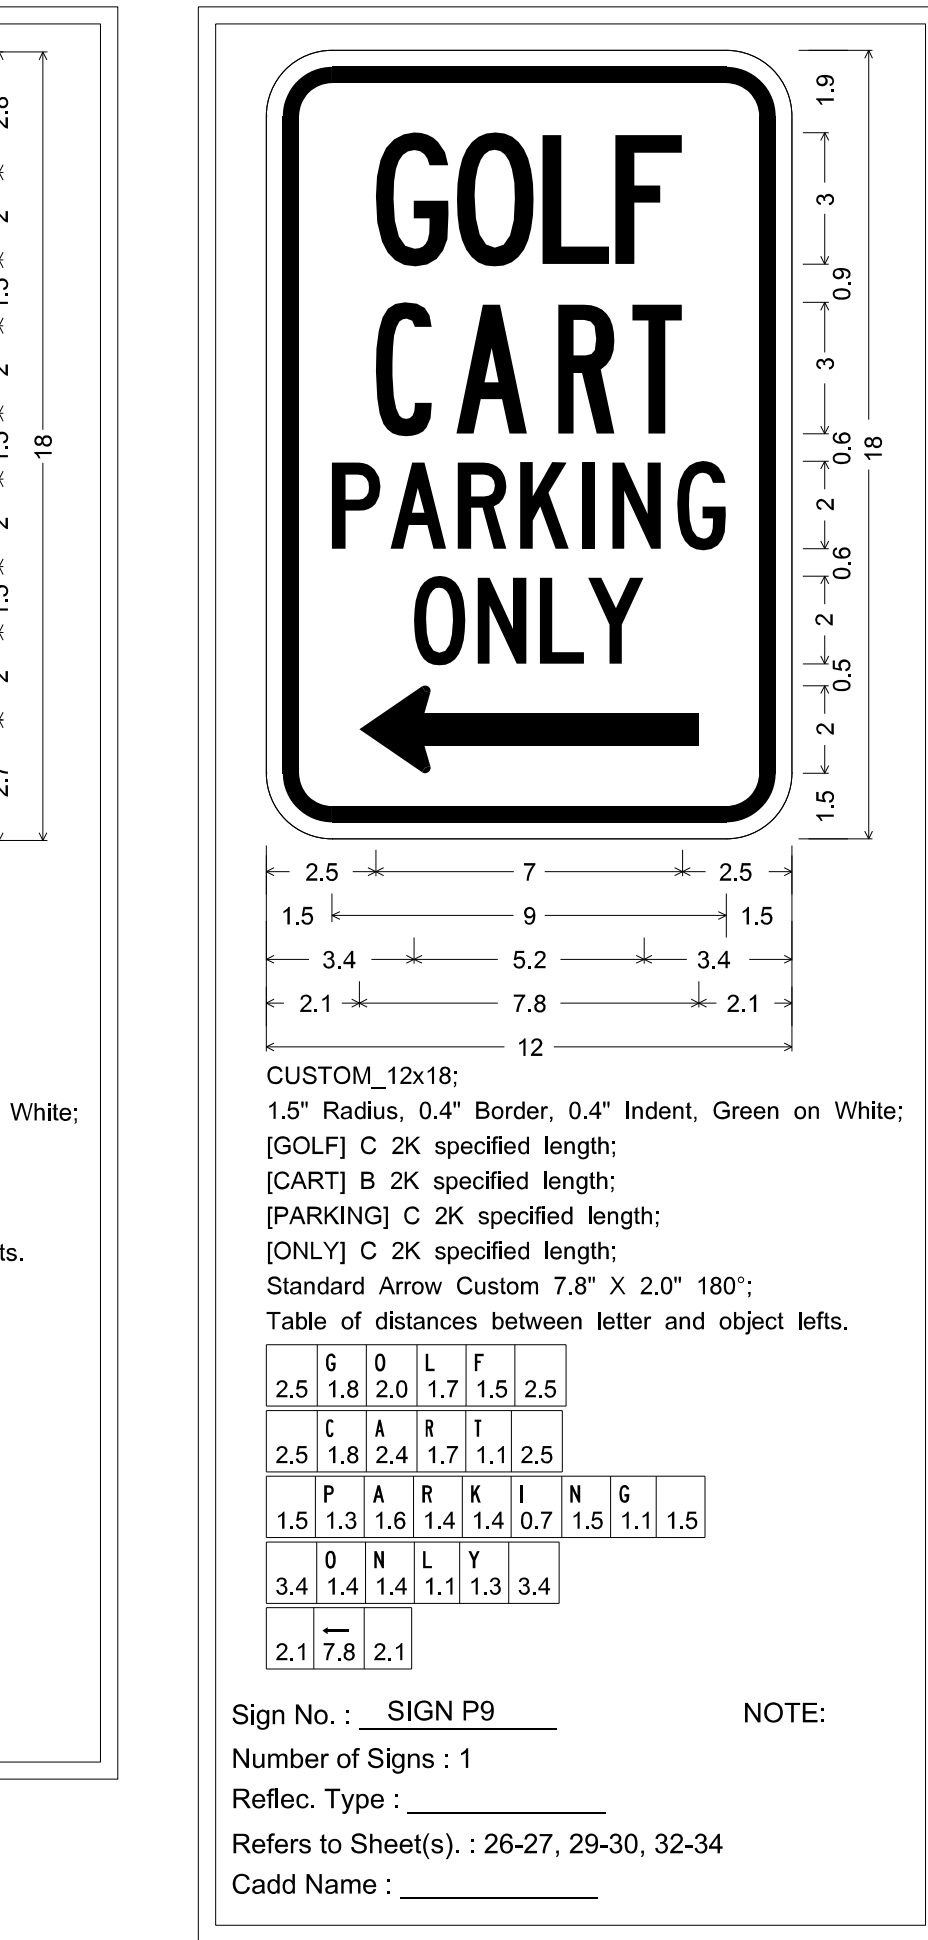 GOLF
CART
PARKING
ONLY
1.9
3
0.9
3
0.6
2
0.6
2
0.5
2
1.5
18
2.5 7 2.5
1.5 9 1.5
3.4 5.2 3.4
2.1 7.8 2.1
12
CUSTOM_12x18;
1.5" Radius, 0.4" Border, 0.4" Indent, Green on White;
[GOLF] C 2K specified length;
[CART] B 2K specified length;
[PARKING] C 2K specified length;
[ONLY] C 2K specified length;
Standard Arrow Custom 7.8" X 2.0" 180°;
Table of distances between letter and object lefts.
G O L F
2.5 1.8 2.0 1.7 1.5 2.5
C A R T
2.5 1.8 2.4 1.7 1.1 2.5
P A R K I N G
1.5 1.3 1.6 1.4 1.4 0.7 1.5 1.1 1.5
O N L Y
3.4 1.4 1.4 1.1 1.3 3.4
←
2.1 7.8 2.1
Sign No. : SIGN P9 NOTE:
Number of Signs : 1
Reflec. Type :
Refers to Sheet(s). : 26-27, 29-30, 32-34
Cadd Name :
18
White;
ts.